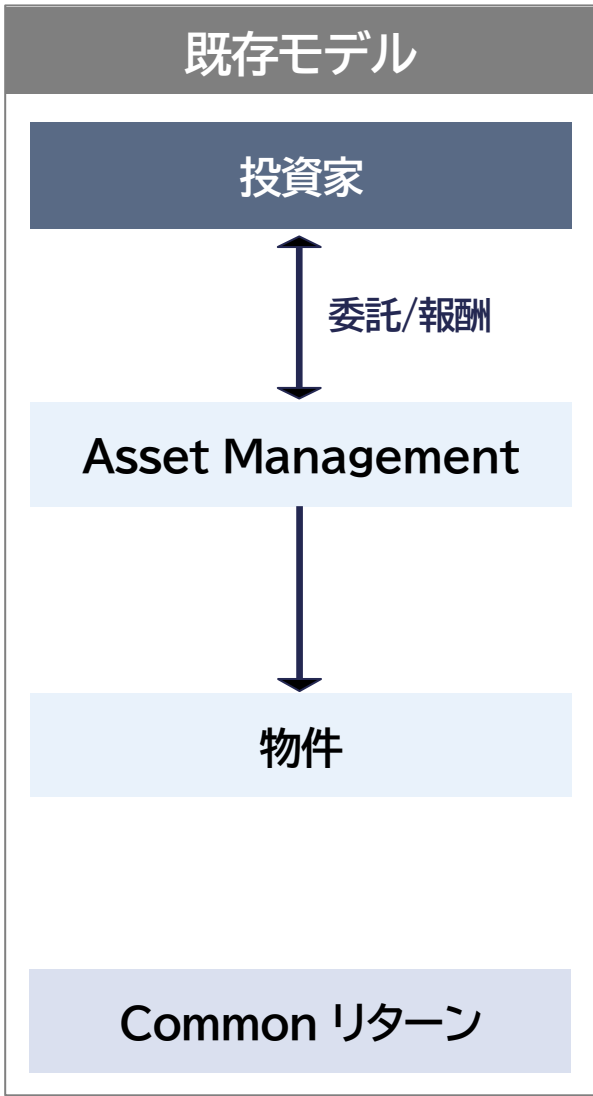 既存モデル
投資家
委託/報酬
Asset Management
物件
Common リターン